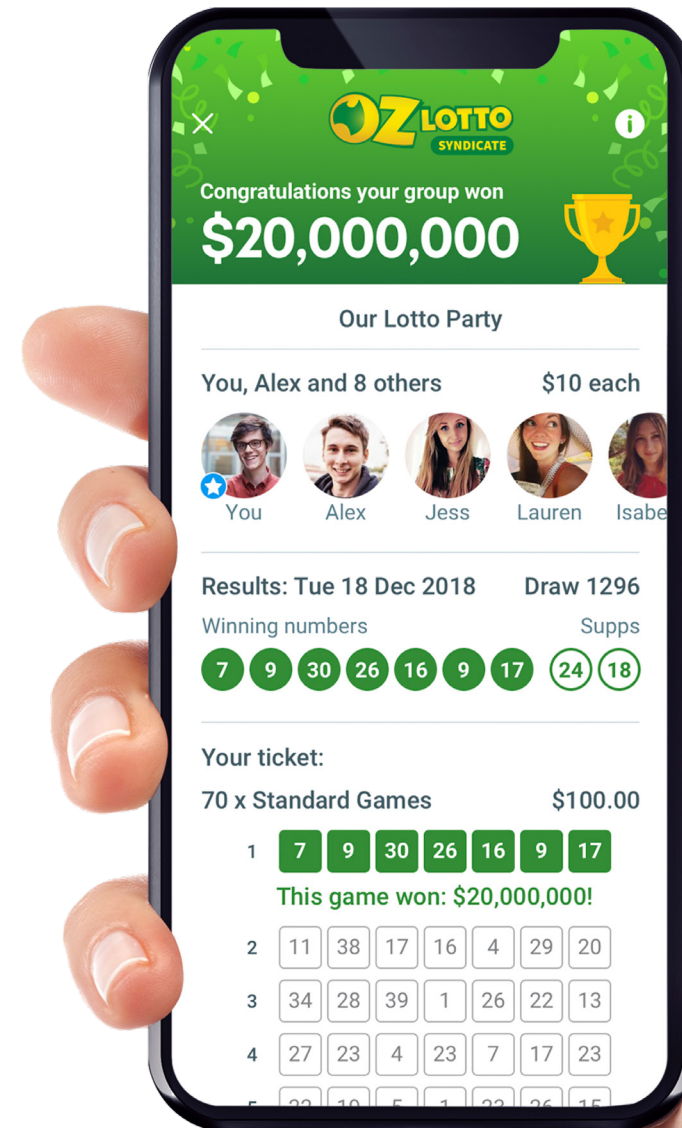 OZ LOTTO
SYNDICATE
i
Congratulations your group won
$20,000,000
Our Lotto Party
You, Alex and 8 others $10 each
You Alex Jess Lauren Isabe
Results: Tue 18 Dec 2018 Draw 1296
Winning numbers Supps
7 9 30 26 16 9 17 24 18
Your ticket:
70 x Standard Games $100.00
1 7 9 30 26 16 9 17
This game won: $20,000,000!
2 11 38 17 16 4 29 20
3 34 28 39 1 26 22 13
4 27 23 4 23 7 17 23